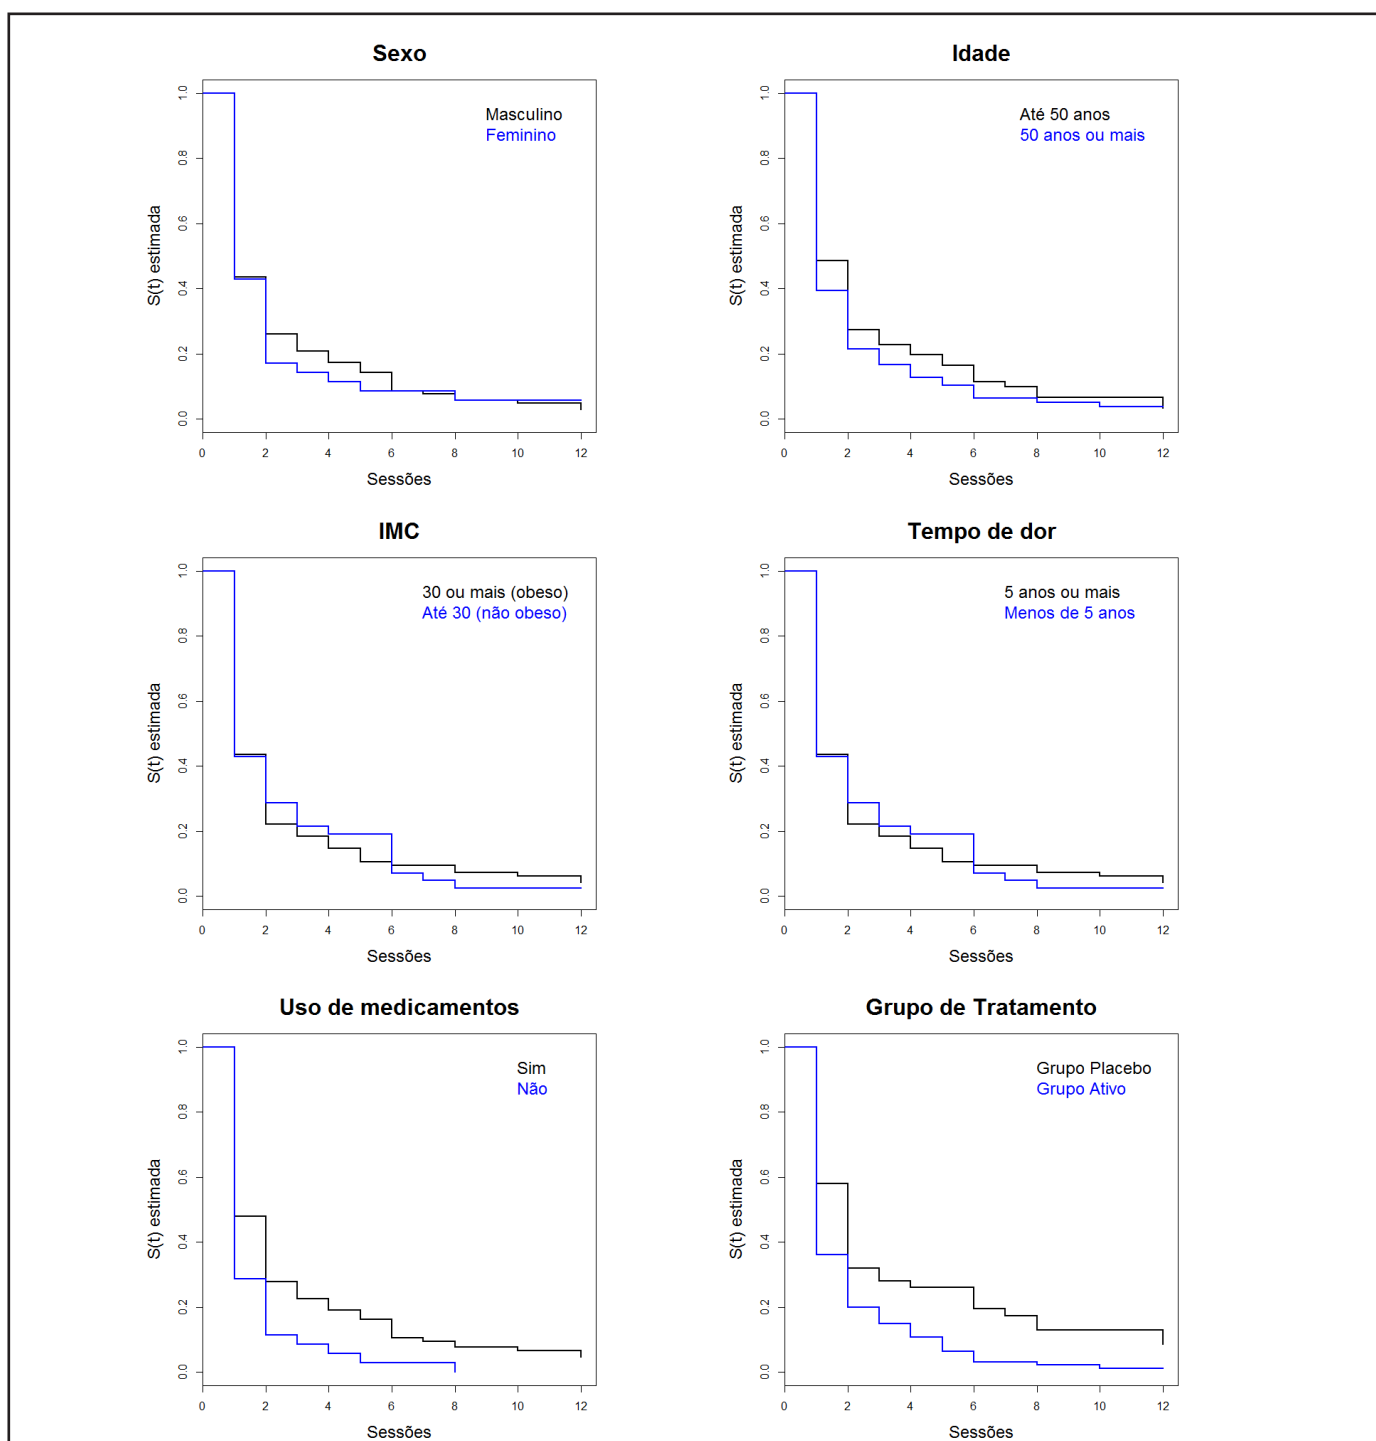 Sexo
Masculino
Feminino
S(t) estimada
0.0 0.2 0.4 0.6 0.8 1.0
0 2 4 6 8 10 12
Sessões
Idade
Até 50 anos
50 anos ou mais
S(t) estimada
0.0 0.2 0.4 0.6 0.8 1.0
0 2 4 6 8 10 12
Sessões
IMC
30 ou mais (obeso)
Até 30 (não obeso)
S(t) estimada
0.0 0.2 0.4 0.6 0.8 1.0
0 2 4 6 8 10 12
Sessões
Tempo de dor
5 anos ou mais
Menos de 5 anos
S(t) estimada
0.0 0.2 0.4 0.6 0.8 1.0
0 2 4 6 8 10 12
Sessões
Uso de medicamentos
Sim
Não
S(t) estimada
0.0 0.2 0.4 0.6 0.8 1.0
0 2 4 6 8 10 12
Sessões
Grupo de Tratamento
Grupo Placebo
Grupo Ativo
S(t) estimada
0.0 0.2 0.4 0.6 0.8 1.0
0 2 4 6 8 10 12
Sessões